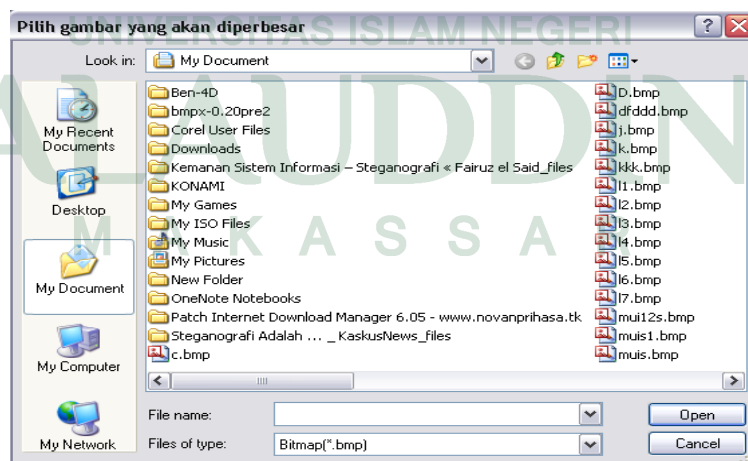 Pilih gambar yang akan diperbesar
UNIVERSITAS ISLAM NEGERI
Look in: My Document
ALAUDDIN
MAKASSAR
My Recent Documents
Desktop
My Document
My Computer
My Network
Ben-4D
bmpx-0.20pre2
Corel User Files
Downloads
Kemanan Sistem Informasi – Steganografi « Fairuz el Said_files
KONAMI
My Games
My ISO Files
My Music
My Pictures
New Folder
OneNote Notebooks
Patch Internet Download Manager 6.05 - www.novanprihasa.tk
Steganografi Adalah ... _ KaskusNews_files
c.bmp
D.bmp
dfddd.bmp
j.bmp
k.bmp
kkk.bmp
l1.bmp
l2.bmp
l3.bmp
l4.bmp
l5.bmp
l6.bmp
l7.bmp
mui12s.bmp
muis1.bmp
muis.bmp
File name:
Open
Files of type: Bitmap(*.bmp)
Cancel